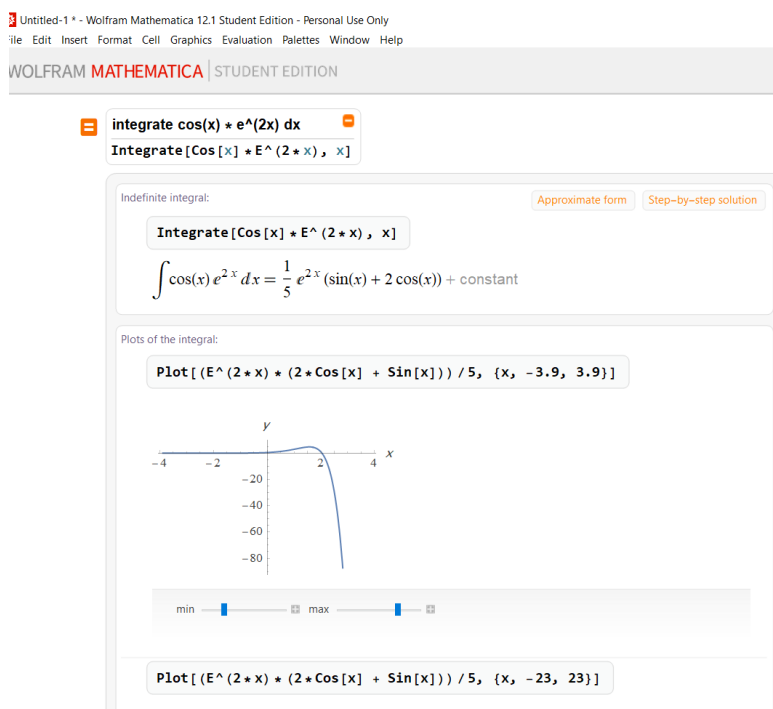 Untitled-1 * - Wolfram Mathematica 12.1 Student Edition - Personal Use Only
File Edit Insert Format Cell Graphics Evaluation Palettes Window Help
WOLFRAM MATHEMATICA | STUDENT EDITION
integrate cos(x) * e^(2x) dx
Integrate[Cos[x] * E^(2*x), x]
Indefinite integral:
Approximate form
Step-by-step solution
Integrate[Cos[x] * E^(2*x), x]
∫cos(x) e^(2 x) dx = 1/5 e^(2 x) (sin(x) + 2 cos(x)) + constant
Plots of the integral:
Plot[(E^(2*x) * (2*Cos[x] + Sin[x]))/5, {x, -3.9, 3.9}]
y
x
-4 -2 2 4
-20
-40
-60
-80
min max
Plot[(E^(2*x) * (2*Cos[x] + Sin[x]))/5, {x, -23, 23}]